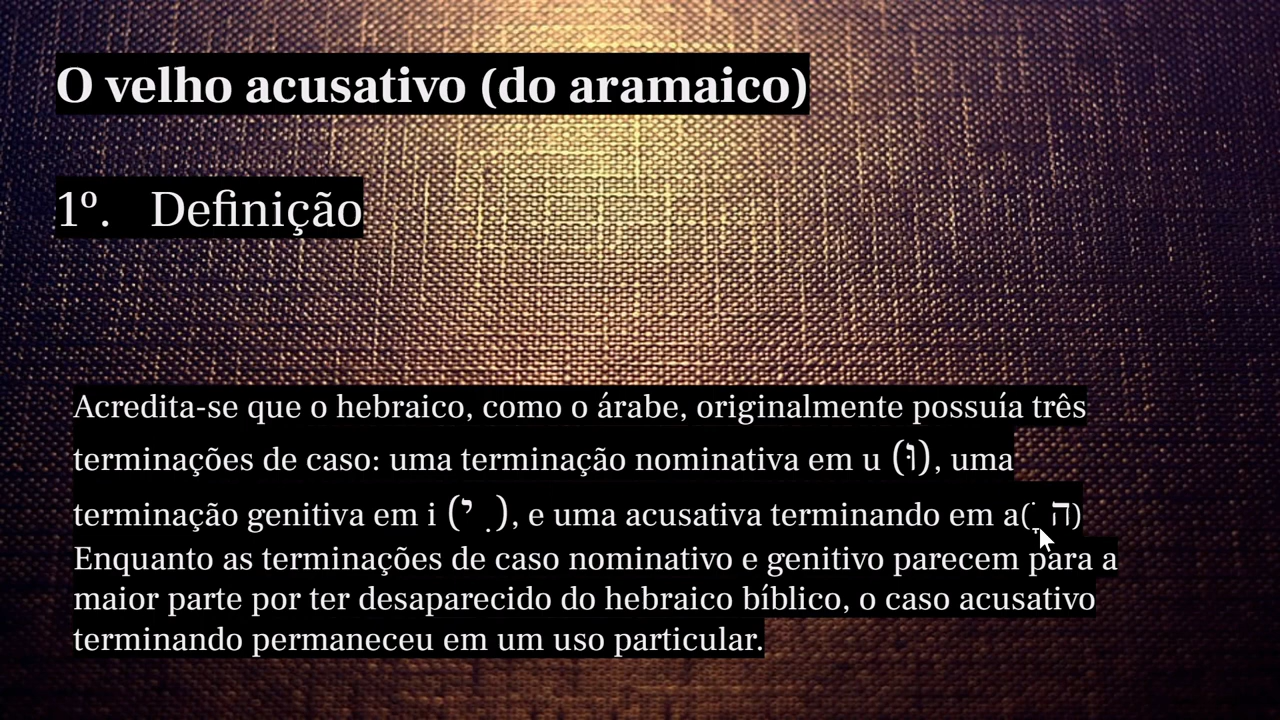 O velho acusativo (do aramaico)
1º. Definição
Acredita-se que o hebraico, como o árabe, originalmente possuía três
terminações de caso: uma terminação nominativa em u (וּ), uma
terminação genitiva em i (ִ י), e uma acusativa terminando em a(ָ ה)
Enquanto as terminações de caso nominativo e genitivo parecem para a
maior parte por ter desaparecido do hebraico bíblico, o caso acusativo
terminando permaneceu em um uso particular.